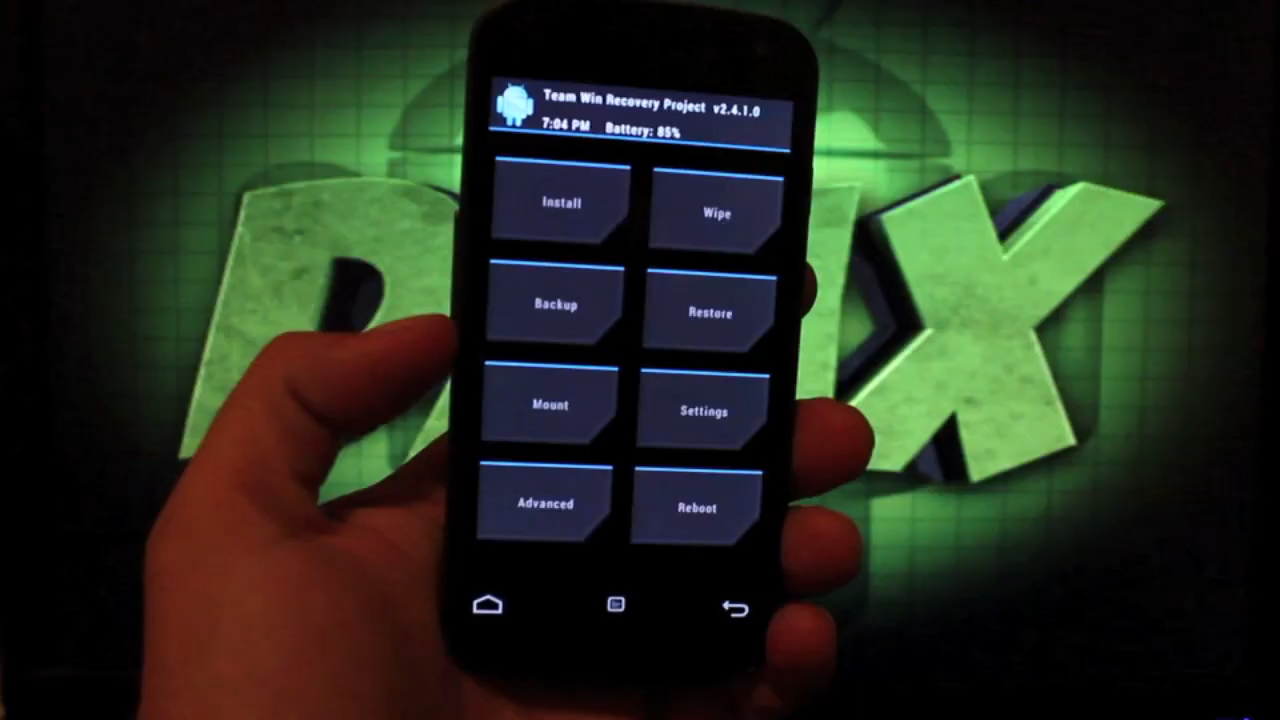 Team Win Recovery Project v2.4.1.0
7:04 PM Battery: 85%
Install Wipe
Backup Restore
Mount Settings
Advanced Reboot